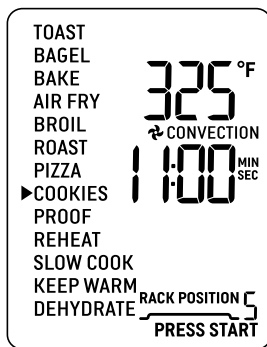 TOAST
BAGEL
BAKE
AIR FRY
BROIL
ROAST
PIZZA
▶COOKIES
PROOF
REHEAT
SLOW COOK
KEEP WARM
DEHYDRATE
325 °F
CONVECTION
11:00 MIN SEC
RACK POSITION 5
PRESS START